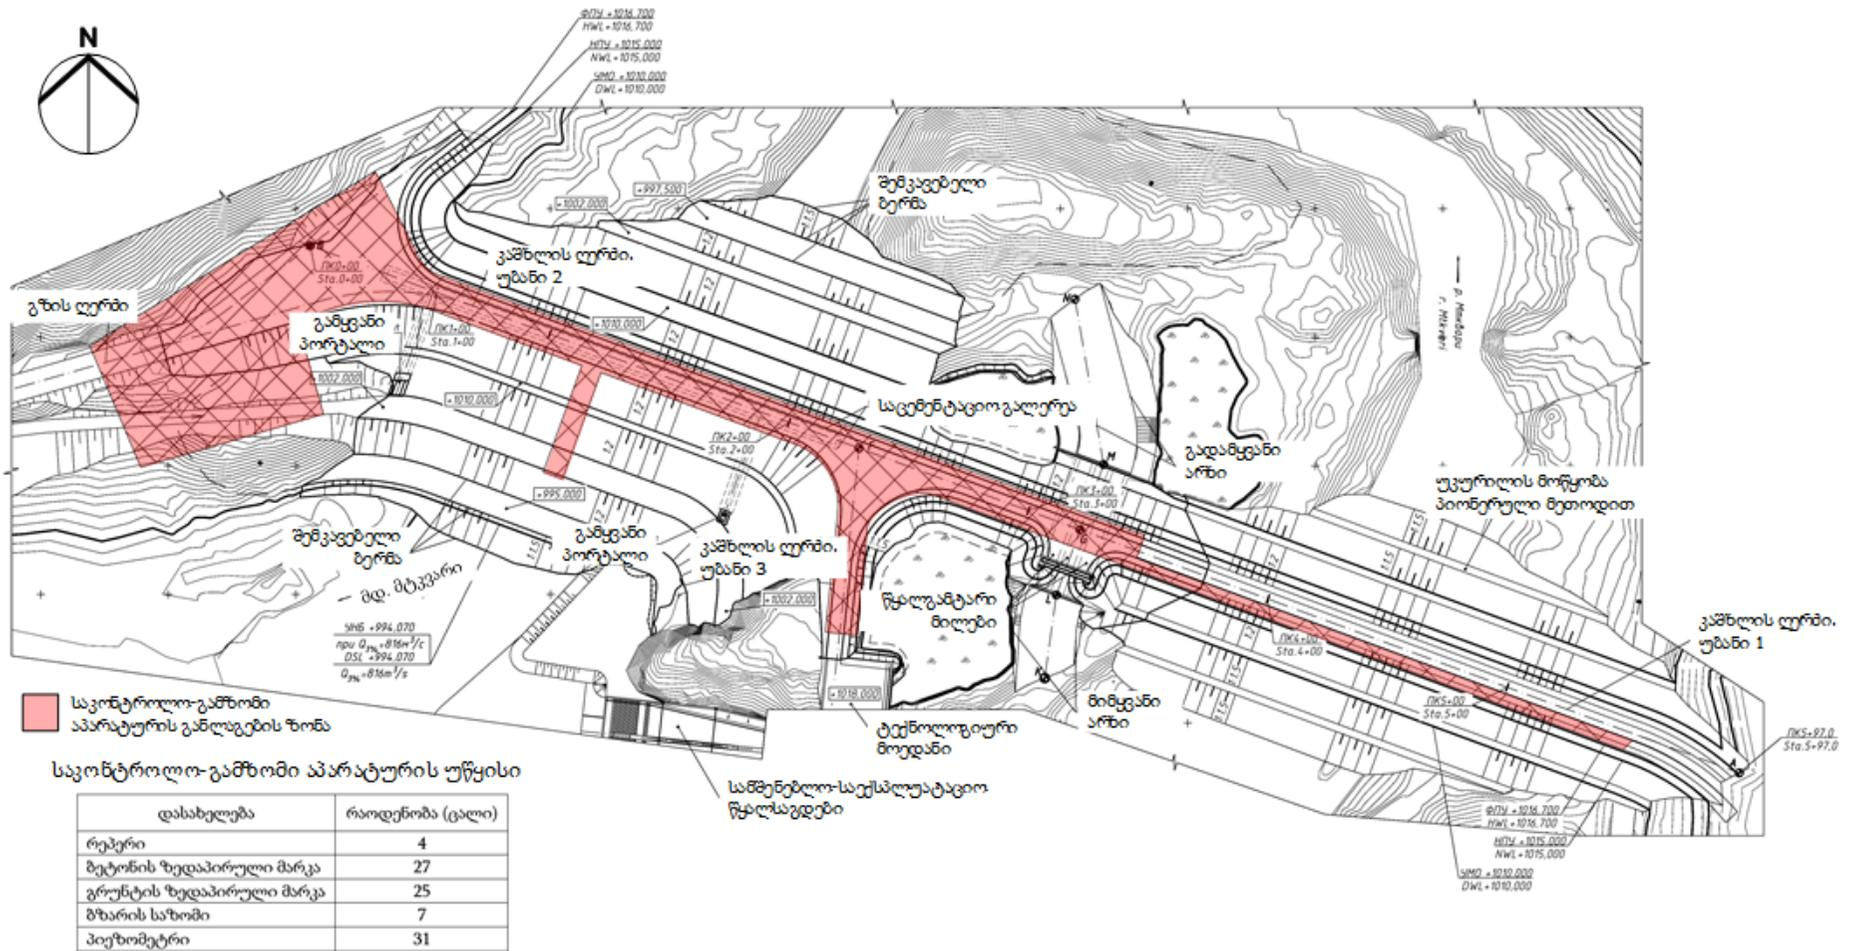 N
ФПУ +1016,700
HWL+1016,700
НПУ +1015,000
NWL+1015,000
УМО +1010,000
DWL+1010,000
+997,500
+1002,000
შემკავებელი
ბერმა
კაშხლის ღერძი.
უბანი 2
ПК0+00
Sta.0+00
გზის ღერძი
გამყვანი
პორტალი
ПК1+00
Sta.1+00
+1010,000
+1002,000
+1010,000
საცემენტაციო გალერეა
ПК2+00
Sta.2+00
N
M
გადამყვანი
არხი
р. Мтквари
r. Mtkvari
უკურილის მოწყობა
პიონერული მეთოდით
ПК3+00
Sta.3+00
+995,000
შემკავებელი
ბერმა
გამყვანი
პორტალი
კაშხლის ღერძი.
უბანი 3
მდ. მტკვარი
+1002,000
წყალგამტარი
მილები
УНБ +994,070
при Q3%=816м³/с
DSL +994,070
Q3%=816m³/s
კაშხლის ღერძი.
უბანი 1
ПК4+00
Sta.4+00
ПК5+00
Sta.5+00
ПК5+97,0
Sta.5+97,0
A
+1018,000
მიმყვანი
არხი
ტექნოლოგიური
მოედანი
სამშენებლო-საექსპლუატაციო
წყალსაგდები
ФПУ +1016,700
HWL+1016,700
НПУ +1015,000
NWL+1015,000
УМО +1010,000
DWL+1010,000
საკონტროლო-გამზომი
აპარატურის განლაგების ზონა
საკონტროლო-გამზომი აპარატურის უწყისი
დასახელება რაოდენობა (ცალი)
რეპერი 4
ბეტონის ზედაპირული მარკა 27
გრუნტის ზედაპირული მარკა 25
ბზარის საზომი 7
პიეზომეტრი 31